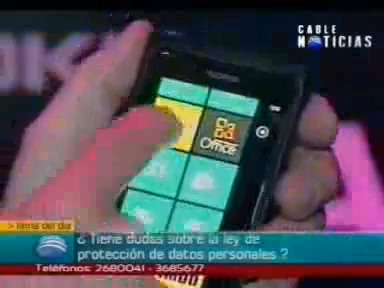 CABLE
NOTICIAS
NOKIA
Office
> tema del día
¿ Tiene dudas sobre la ley de
protección de datos personales ?
Teléfonos: 2680041 - 3685677